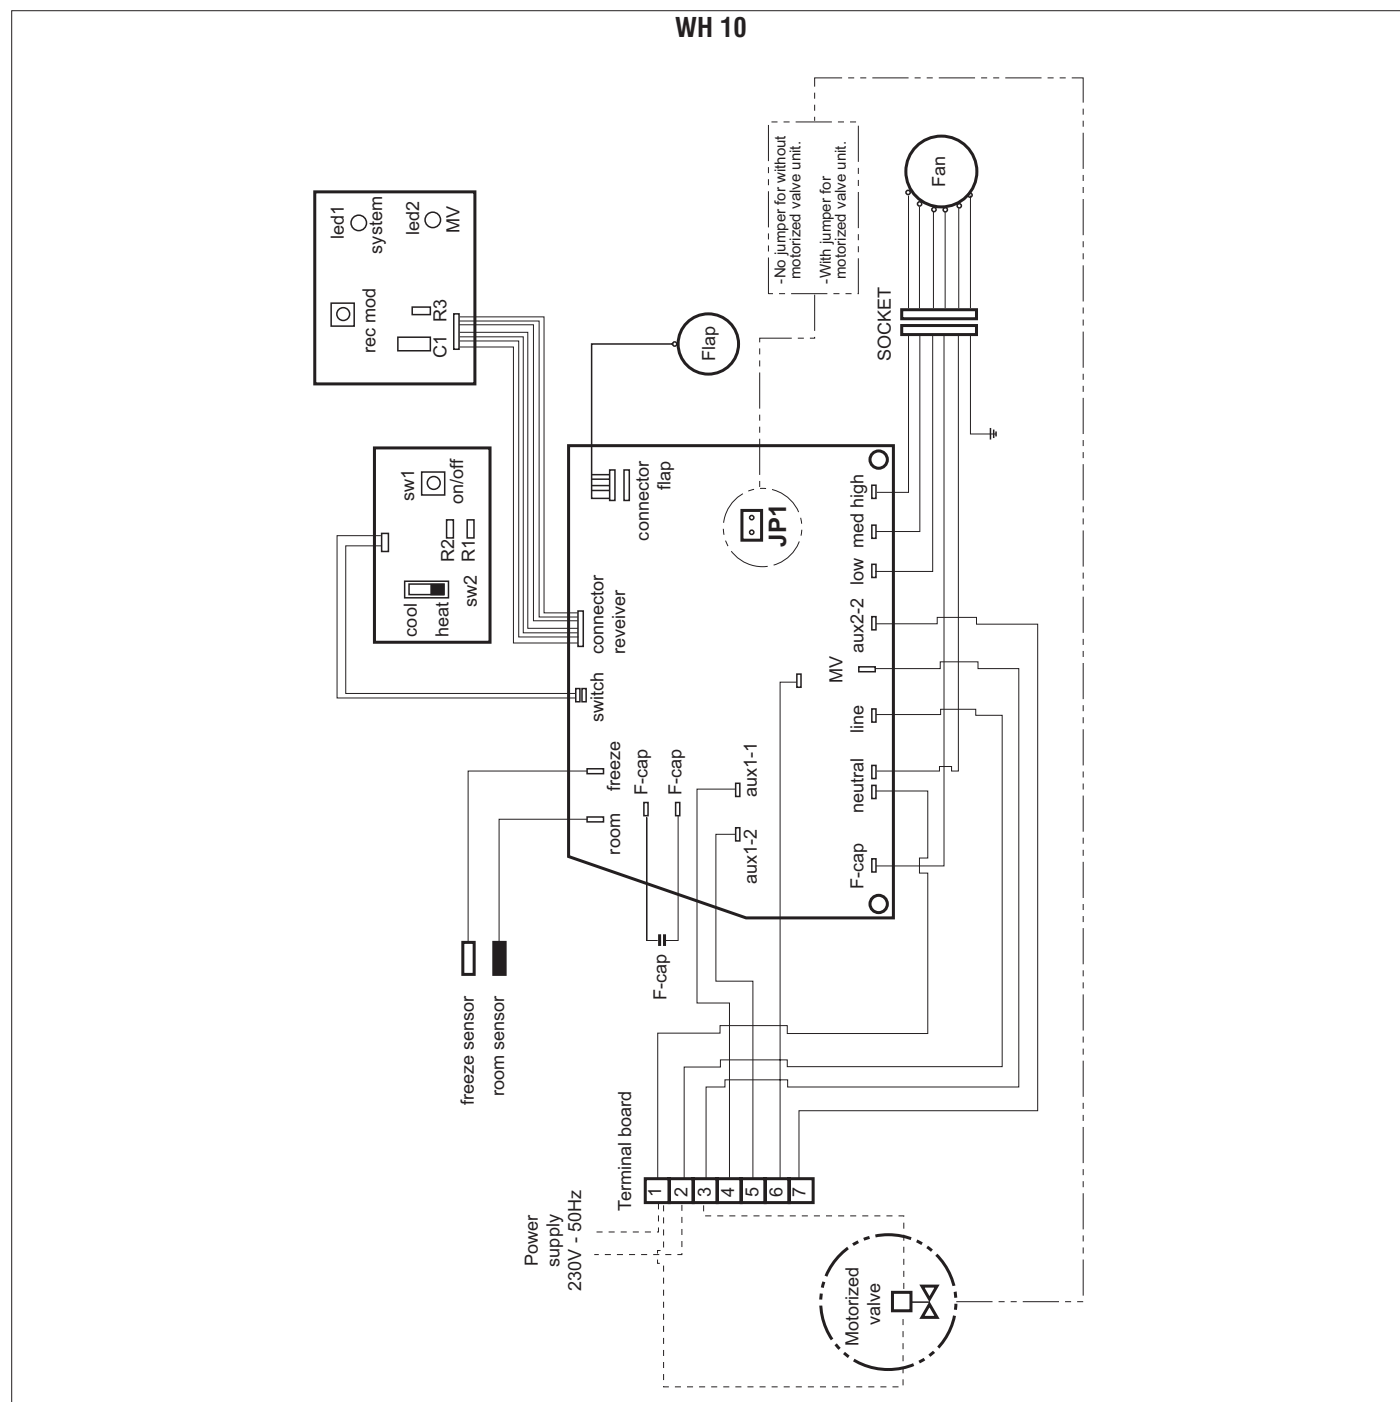 WH 10
-No jumper for without
motorized valve unit.
-With jumper for
motorized valve unit.
Fan
SOCKET
led1
system
led2
MV
rec mod
C1
R3
Flap
sw1
on/off
R2
R1
cool
heat
sw2
connector
flap
JP1
connector
reveiver
switch
freeze
room
F-cap
F-cap
F-cap
aux1-1
aux1-2
high
med
low
aux2-2
MV
line
neutral
F-cap
freeze sensor
room sensor
Terminal board
1
2
3
4
5
6
7
Power
supply
230V - 50Hz
Motorized
valve